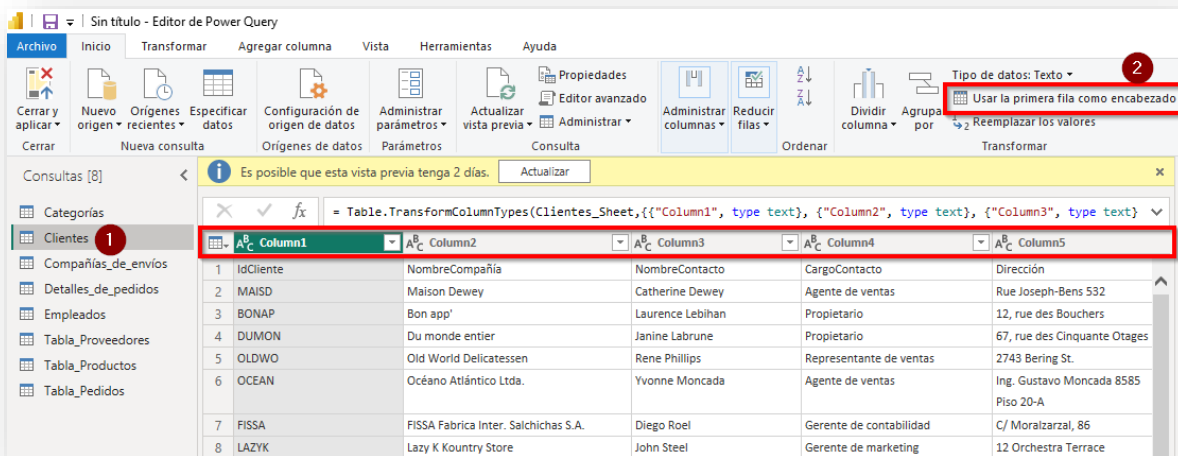 Sin título - Editor de Power Query
Archivo Inicio Transformar Agregar columna Vista Herramientas Ayuda
2
Cerrar y aplicar
Nuevo origen
Orígenes recientes
Especificar datos
Configuración de origen de datos
Administrar parámetros
Actualizar vista previa
Propiedades
Editor avanzado
Administrar
Administrar columnas
Reducir filas
Dividir columna
Agrupa por
Tipo de datos: Texto
Usar la primera fila como encabezado
Reemplazar los valores
Cerrar Nueva consulta Orígenes de datos Parámetros Consulta Ordenar Transformar
Consultas [8]
Es posible que esta vista previa tenga 2 días. Actualizar
Categorías
Clientes 1
Compañías_de_envíos
Detalles_de_pedidos
Empleados
Tabla_Proveedores
Tabla_Productos
Tabla_Pedidos
fx = Table.TransformColumnTypes(Clientes_Sheet,{{"Column1", type text}, {"Column2", type text}, {"Column3", type text}
ABC Column1 ABC Column2 ABC Column3 ABC Column4 ABC Column5
1 IdCliente NombreCompañía NombreContacto CargoContacto Dirección
2 MAISD Maison Dewey Catherine Dewey Agente de ventas Rue Joseph-Bens 532
3 BONAP Bon app' Laurence Lebihan Propietario 12, rue des Bouchers
4 DUMON Du monde entier Janine Labrune Propietario 67, rue des Cinquante Otages
5 OLDWO Old World Delicatessen Rene Phillips Representante de ventas 2743 Bering St.
6 OCEAN Océano Atlántico Ltda. Yvonne Moncada Agente de ventas Ing. Gustavo Moncada 8585
Piso 20-A
7 FISSA FISSA Fabrica Inter. Salchichas S.A. Diego Roel Gerente de contabilidad C/ Moralzarzal, 86
8 LAZYK Lazy K Kountry Store John Steel Gerente de marketing 12 Orchestra Terrace